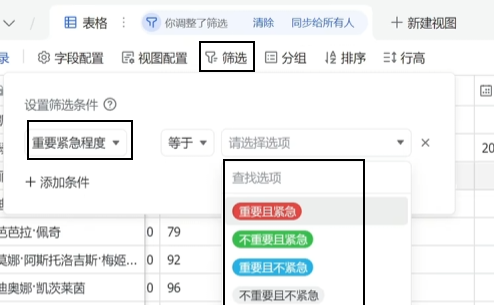 表格
你调整了筛选
清除
同步给所有人
+ 新建视图
录
字段配置
视图配置
筛选
分组
排序
行高
设置筛选条件
重要紧急程度
等于
请选择选项
20
+ 添加条件
查找选项
重要且紧急
不重要且紧急
重要且不紧急
不重要且不紧急
芭芭拉·佩奇
0
79
莫娜·阿斯托洛吉斯·梅姬...
0
92
迪奥娜·凯茨莱茵
0
96